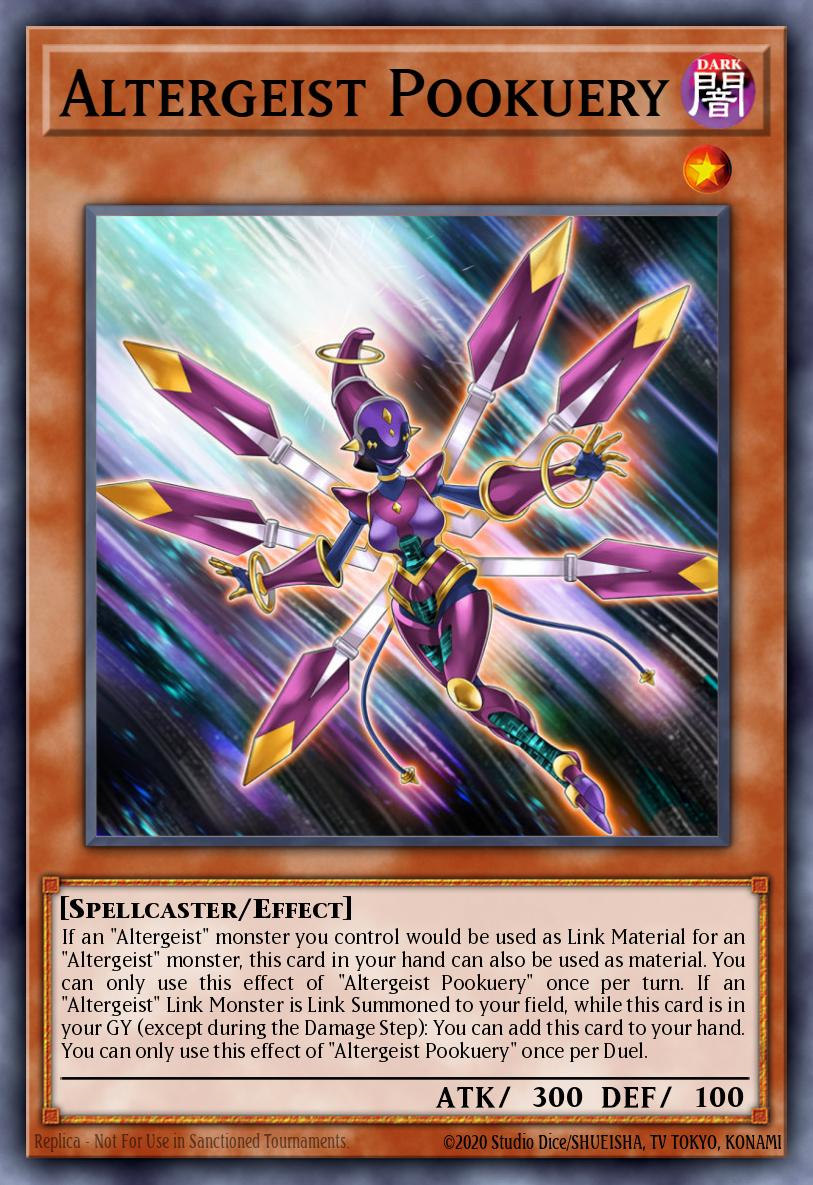 Altergeist Pookuery
DARK
闇
[Spellcaster/Effect]
If an "Altergeist" monster you control would be used as Link Material for an
"Altergeist" monster, this card in your hand can also be used as material. You
can only use this effect of "Altergeist Pookuery" once per turn. If an
"Altergeist" Link Monster is Link Summoned to your field, while this card is in
your GY (except during the Damage Step): You can add this card to your hand.
You can only use this effect of "Altergeist Pookuery" once per Duel.
ATK/ 300 DEF/ 100
Replica - Not For Use in Sanctioned Tournaments.
©2020 Studio Dice/SHUEISHA, TV TOKYO, KONAMI